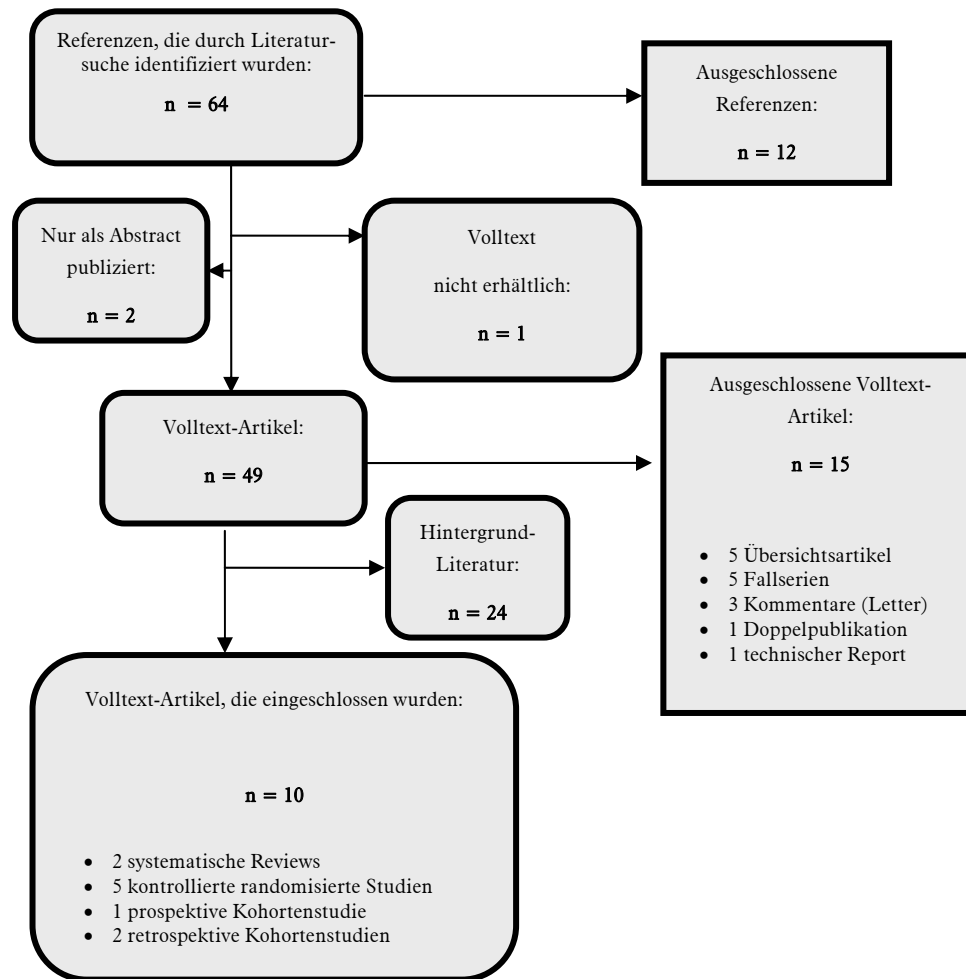 Referenzen, die durch Literatur-
suche identifiziert wurden:
n = 64
Ausgeschlossene
Referenzen:
n = 12
Nur als Abstract
publiziert:
n = 2
Volltext
nicht erhältlich:
n = 1
Volltext-Artikel:
n = 49
Ausgeschlossene Volltext-
Artikel:
n = 15
• 5 Übersichtsartikel
• 5 Fallserien
• 3 Kommentare (Letter)
• 1 Doppelpublikation
• 1 technischer Report
Hintergrund-
Literatur:
n = 24
Volltext-Artikel, die eingeschlossen wurden:
n = 10
• 2 systematische Reviews
• 5 kontrollierte randomisierte Studien
• 1 prospektive Kohortenstudie
• 2 retrospektive Kohortenstudien